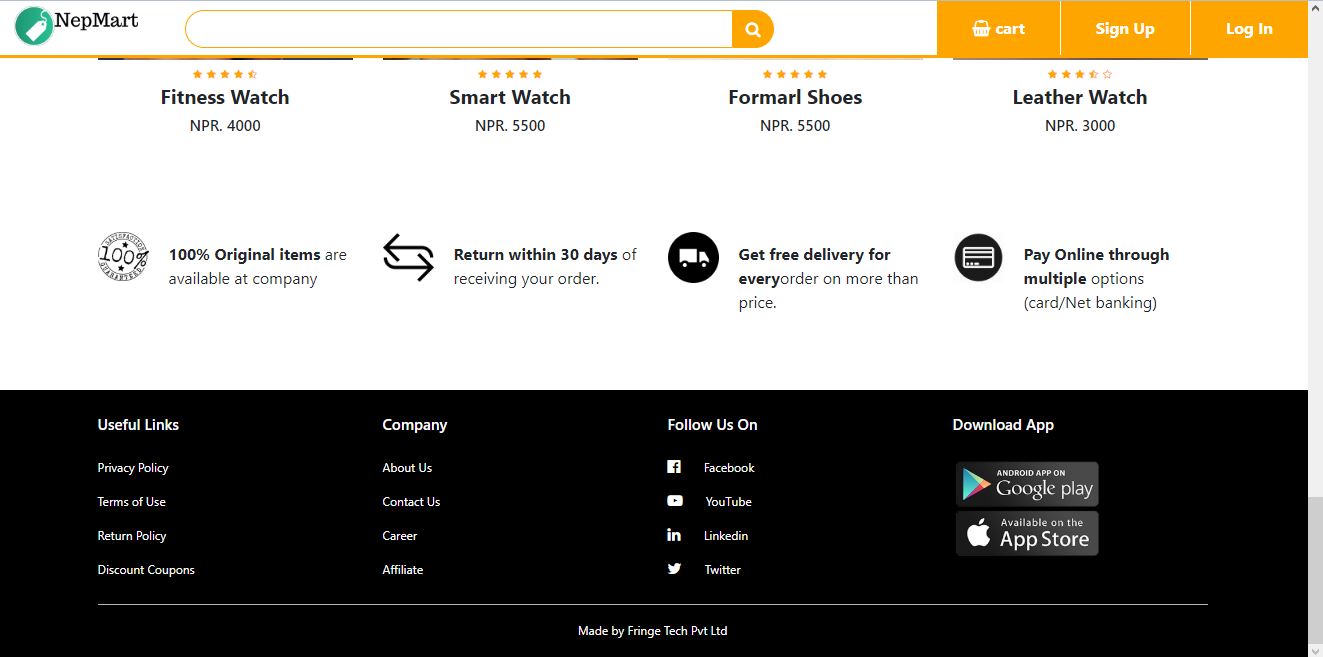 NepMart
cart
Sign Up
Log In
Fitness Watch
NPR. 4000
Smart Watch
NPR. 5500
Formarl Shoes
NPR. 5500
Leather Watch
NPR. 3000
SATISFACTION
100%
GUARANTEED
100% Original items are
available at company
Return within 30 days of
receiving your order.
Get free delivery for
everyorder on more than
price.
Pay Online through
multiple options
(card/Net banking)
Useful Links
Privacy Policy
Terms of Use
Return Policy
Discount Coupons
Company
About Us
Contact Us
Career
Affiliate
Follow Us On
Facebook
YouTube
Linkedin
Twitter
Download App
ANDROID APP ON
Google play
Available on the
App Store
Made by Fringe Tech Pvt Ltd